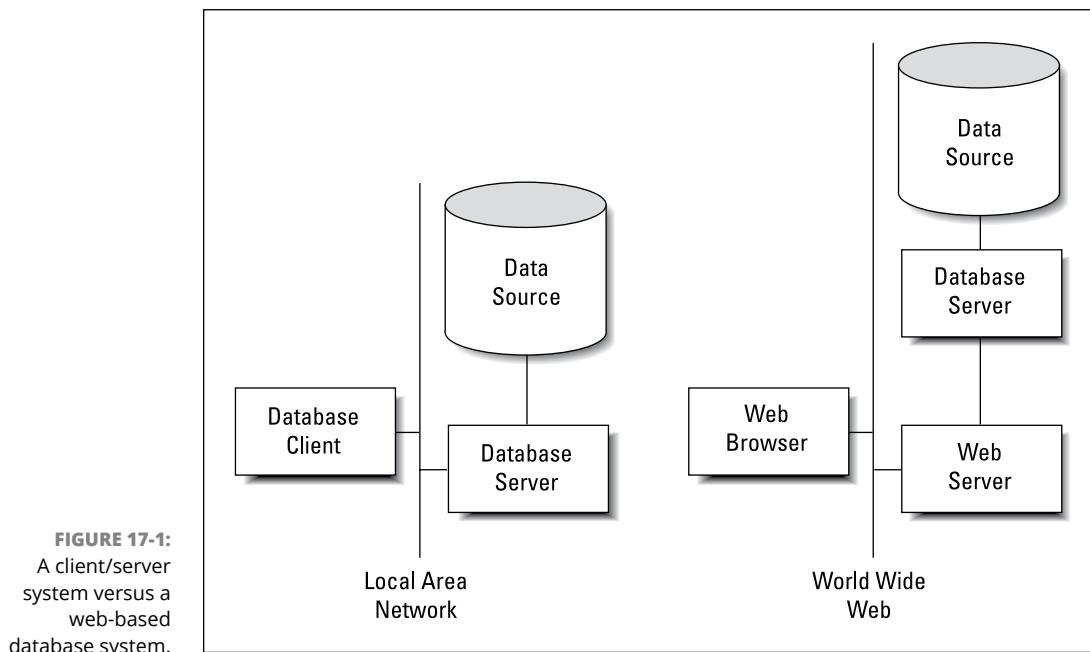 Data
Source
Database
Client
Database
Server
Local Area
Network
Data
Source
Database
Server
Web
Browser
Web
Server
World Wide
Web
FIGURE 17-1:
A client/server
system versus a
web-based
database system.